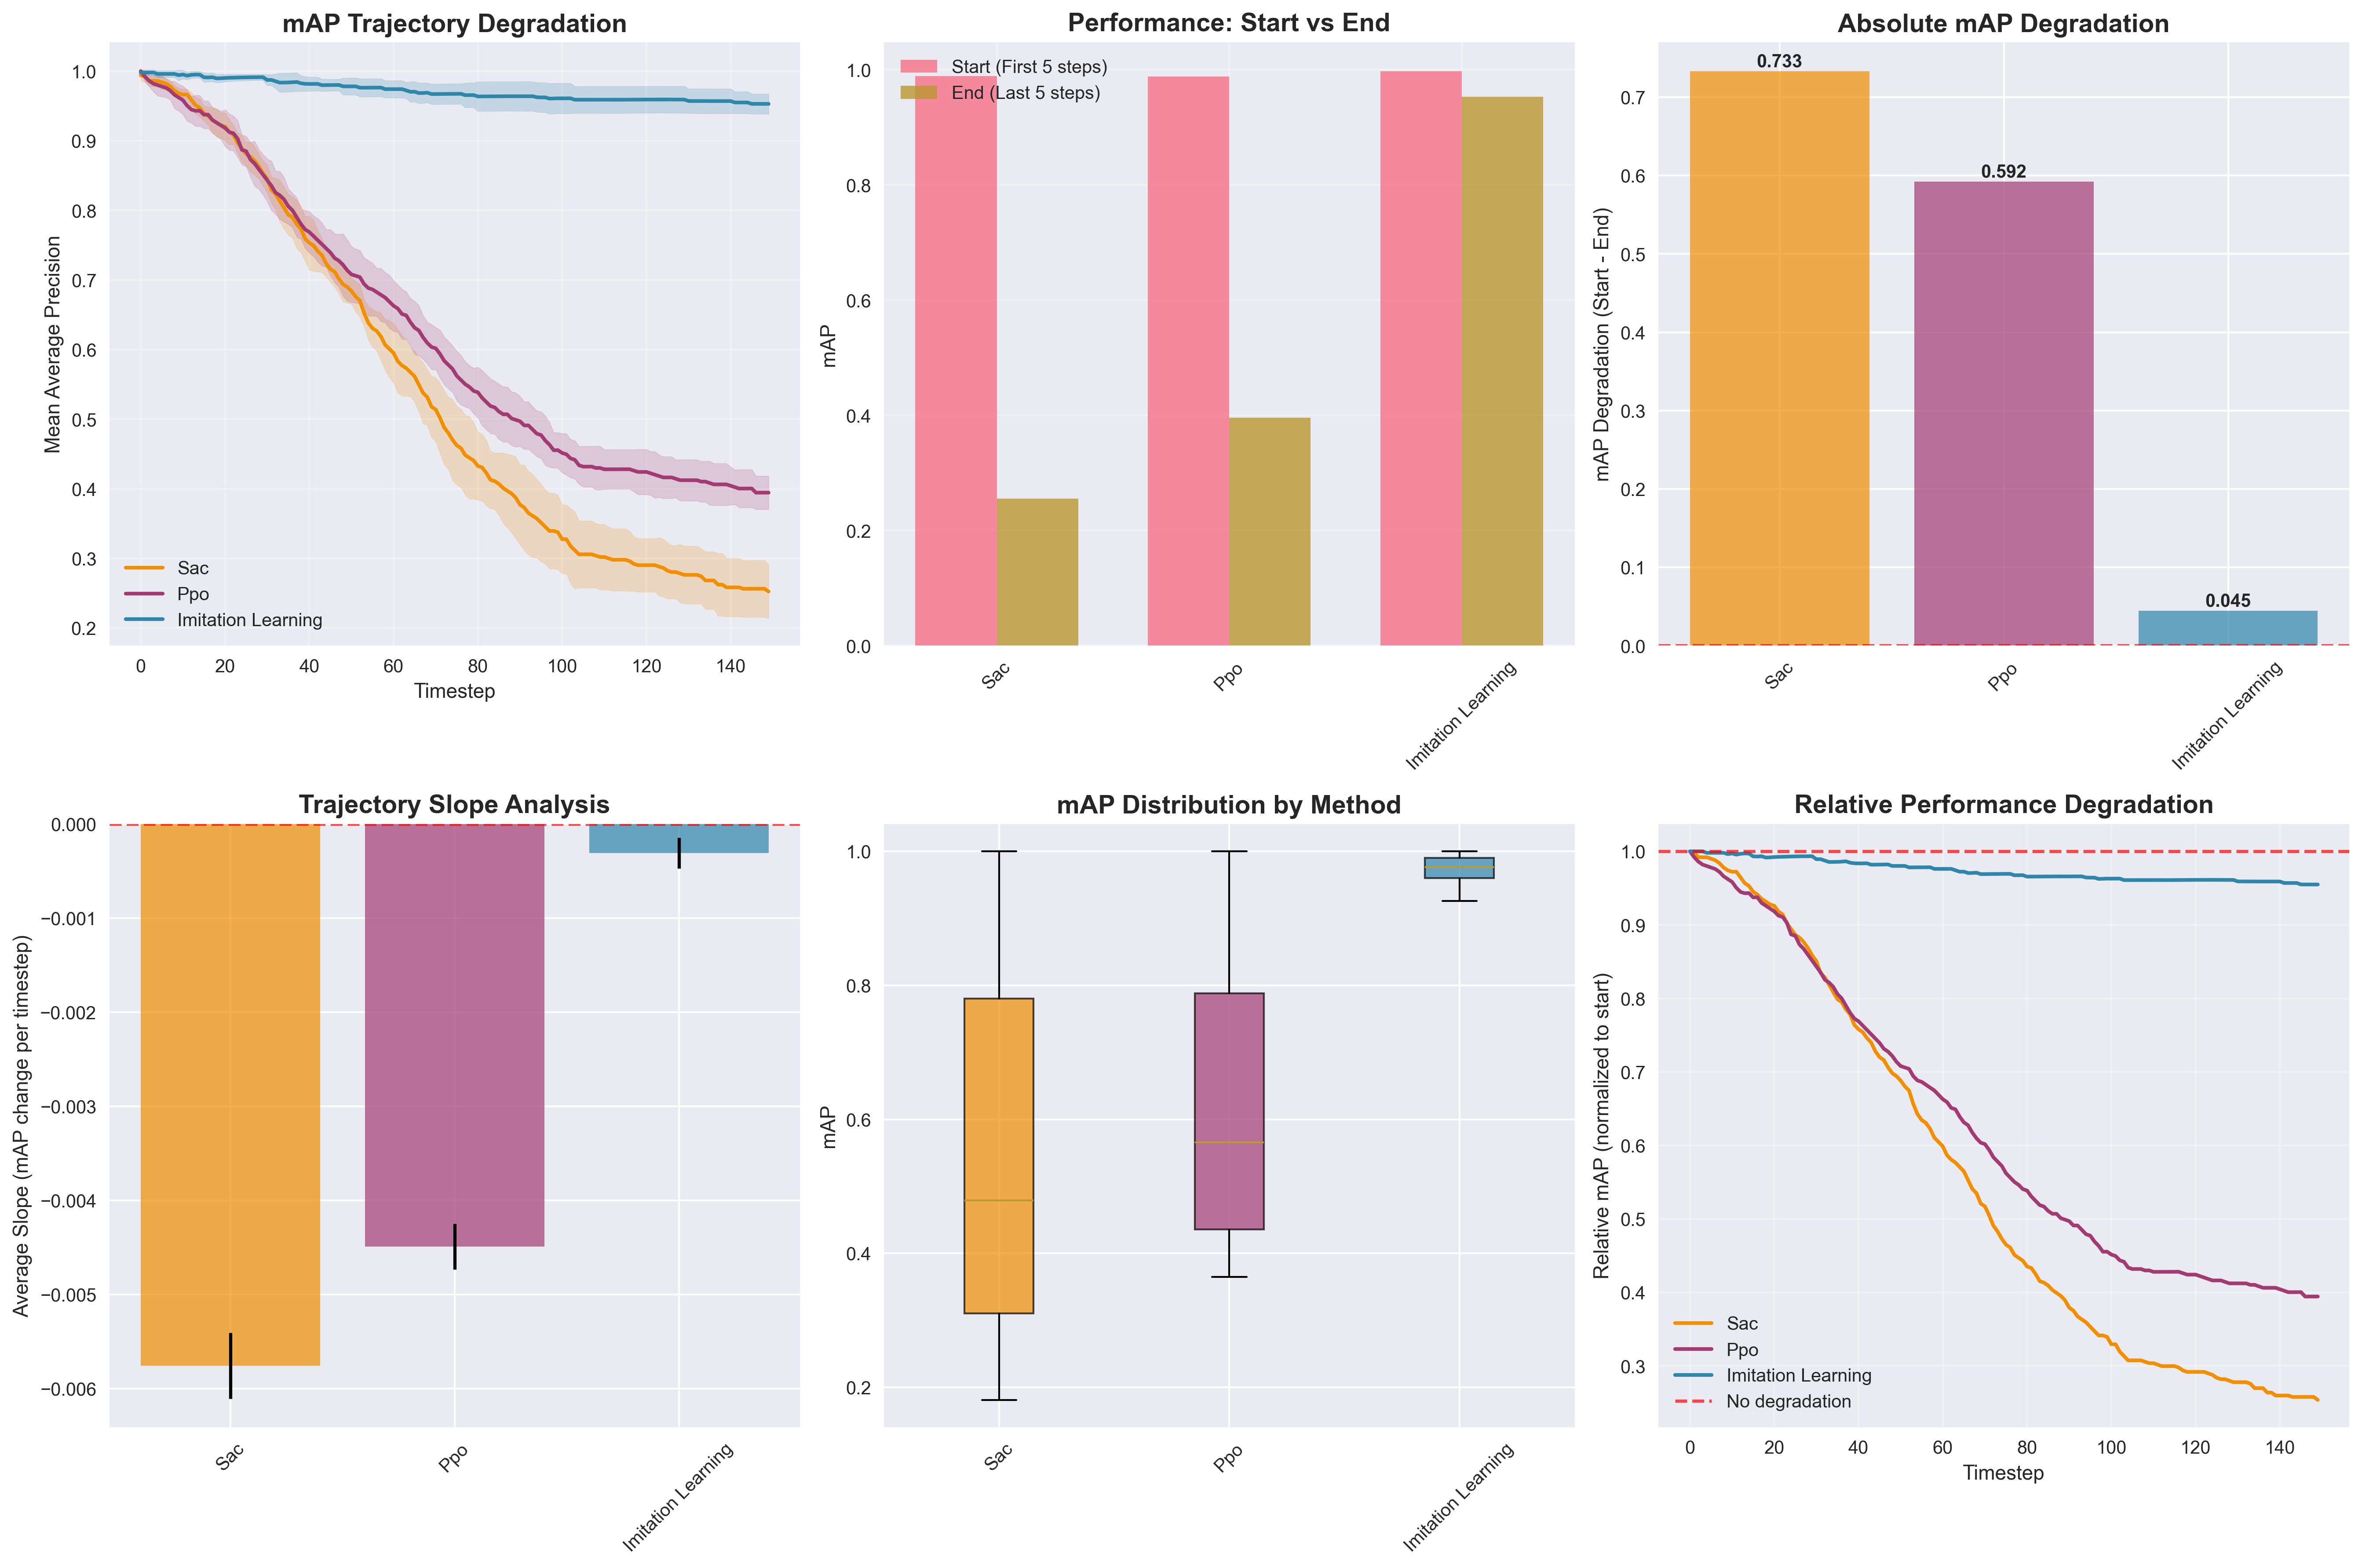 mAP Trajectory Degradation
Mean Average Precision
1.0
0.9
0.8
0.7
0.6
0.5
0.4
0.3
0.2
Sac
Ppo
Imitation Learning
0
20
40
60
80
100
120
140
Timestep
Performance: Start vs End
mAP
1.0
0.8
0.6
0.4
0.2
0.0
Start (First 5 steps)
End (Last 5 steps)
Sac
Ppo
Imitation Learning
Absolute mAP Degradation
mAP Degradation (Start - End)
0.7
0.6
0.5
0.4
0.3
0.2
0.1
0.0
0.733
0.592
0.045
Sac
Ppo
Imitation Learning
Trajectory Slope Analysis
Average Slope (mAP change per timestep)
0.000
−0.001
−0.002
−0.003
−0.004
−0.005
−0.006
Sac
Ppo
Imitation Learning
mAP Distribution by Method
mAP
1.0
0.8
0.6
0.4
0.2
Sac
Ppo
Imitation Learning
Relative Performance Degradation
Relative mAP (normalized to start)
1.0
0.9
0.8
0.7
0.6
0.5
0.4
0.3
Sac
Ppo
Imitation Learning
No degradation
0
20
40
60
80
100
120
140
Timestep